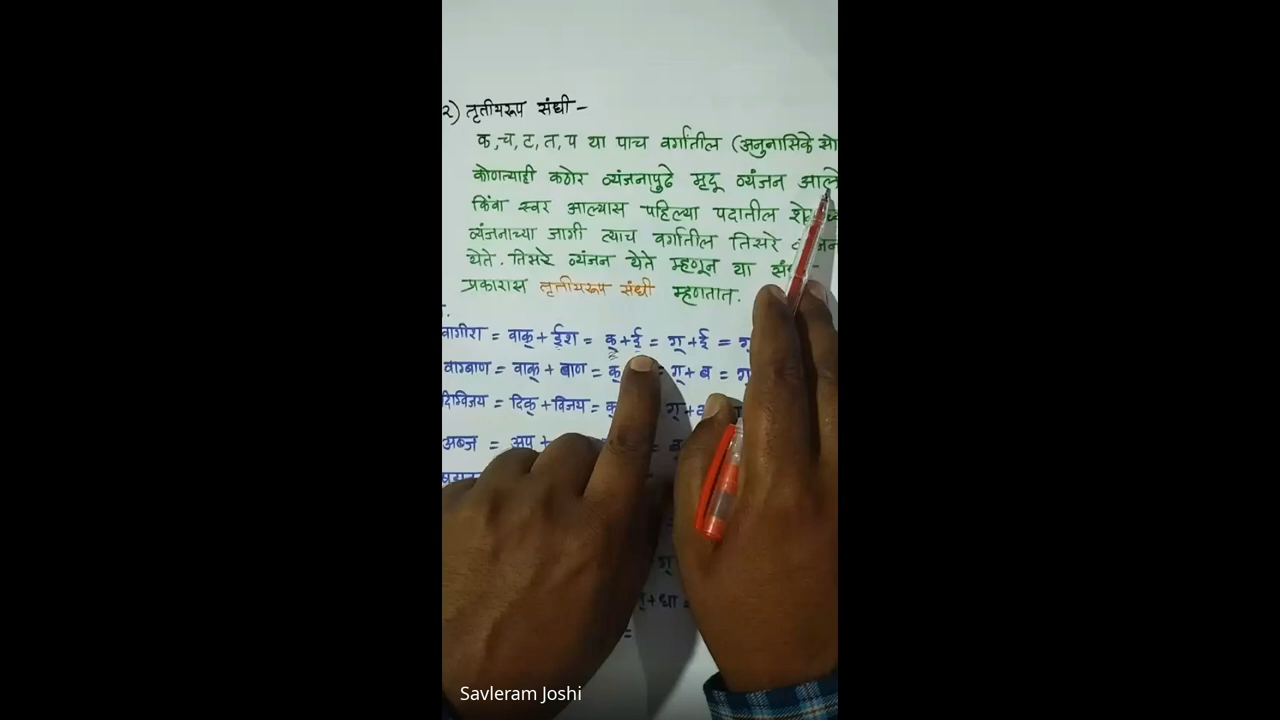 २) तृतीयरूप संधी -
क, च, ट, त, प या पाच वर्गातील (अनुनासिके सो
कोणत्याही कठोर व्यंजनापुढे मृदू व्यंजन आले
किंवा स्वर आल्यास पहिल्या पदातील
व्यंजनाच्या जागी त्याच वर्गातील तिसरे
येते. तिसरे व्यंजन येते म्हणून या
प्रकारास तृतीयरूप संधी म्हणतात.
वागीश = वाक् + ईश = क् + ई = ग् + ई = ग्
वाग्बाण = वाक् + बाण = क् = ग् + ब = ग्
दिग्विजय = दिक् + विजय = क् ग् + व
अब्ज = अप् + = ब्
= 
ग्
+ धा =
=
Savleram Joshi